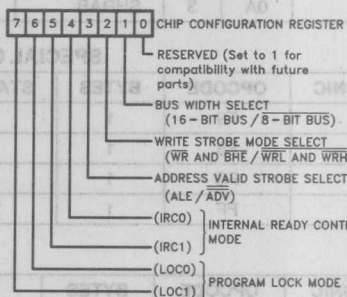 7 6 5 4 3 2 1 0 CHIP CONFIGURATION REGISTER
RESERVED (Set to 1 for
compatibility with future
parts)
BUS WIDTH SELECT
(16-BIT BUS / 8-BIT BUS)
WRITE STROBE MODE SELECT
(WR AND BHE / WRL AND WRH
ADDRESS VALID STROBE SELECT
(ALE / ADV)
(IRC0)
INTERNAL READY CONT
(IRC1)
MODE
(LOC0)
PROGRAM LOCK MODE
(LOC1)